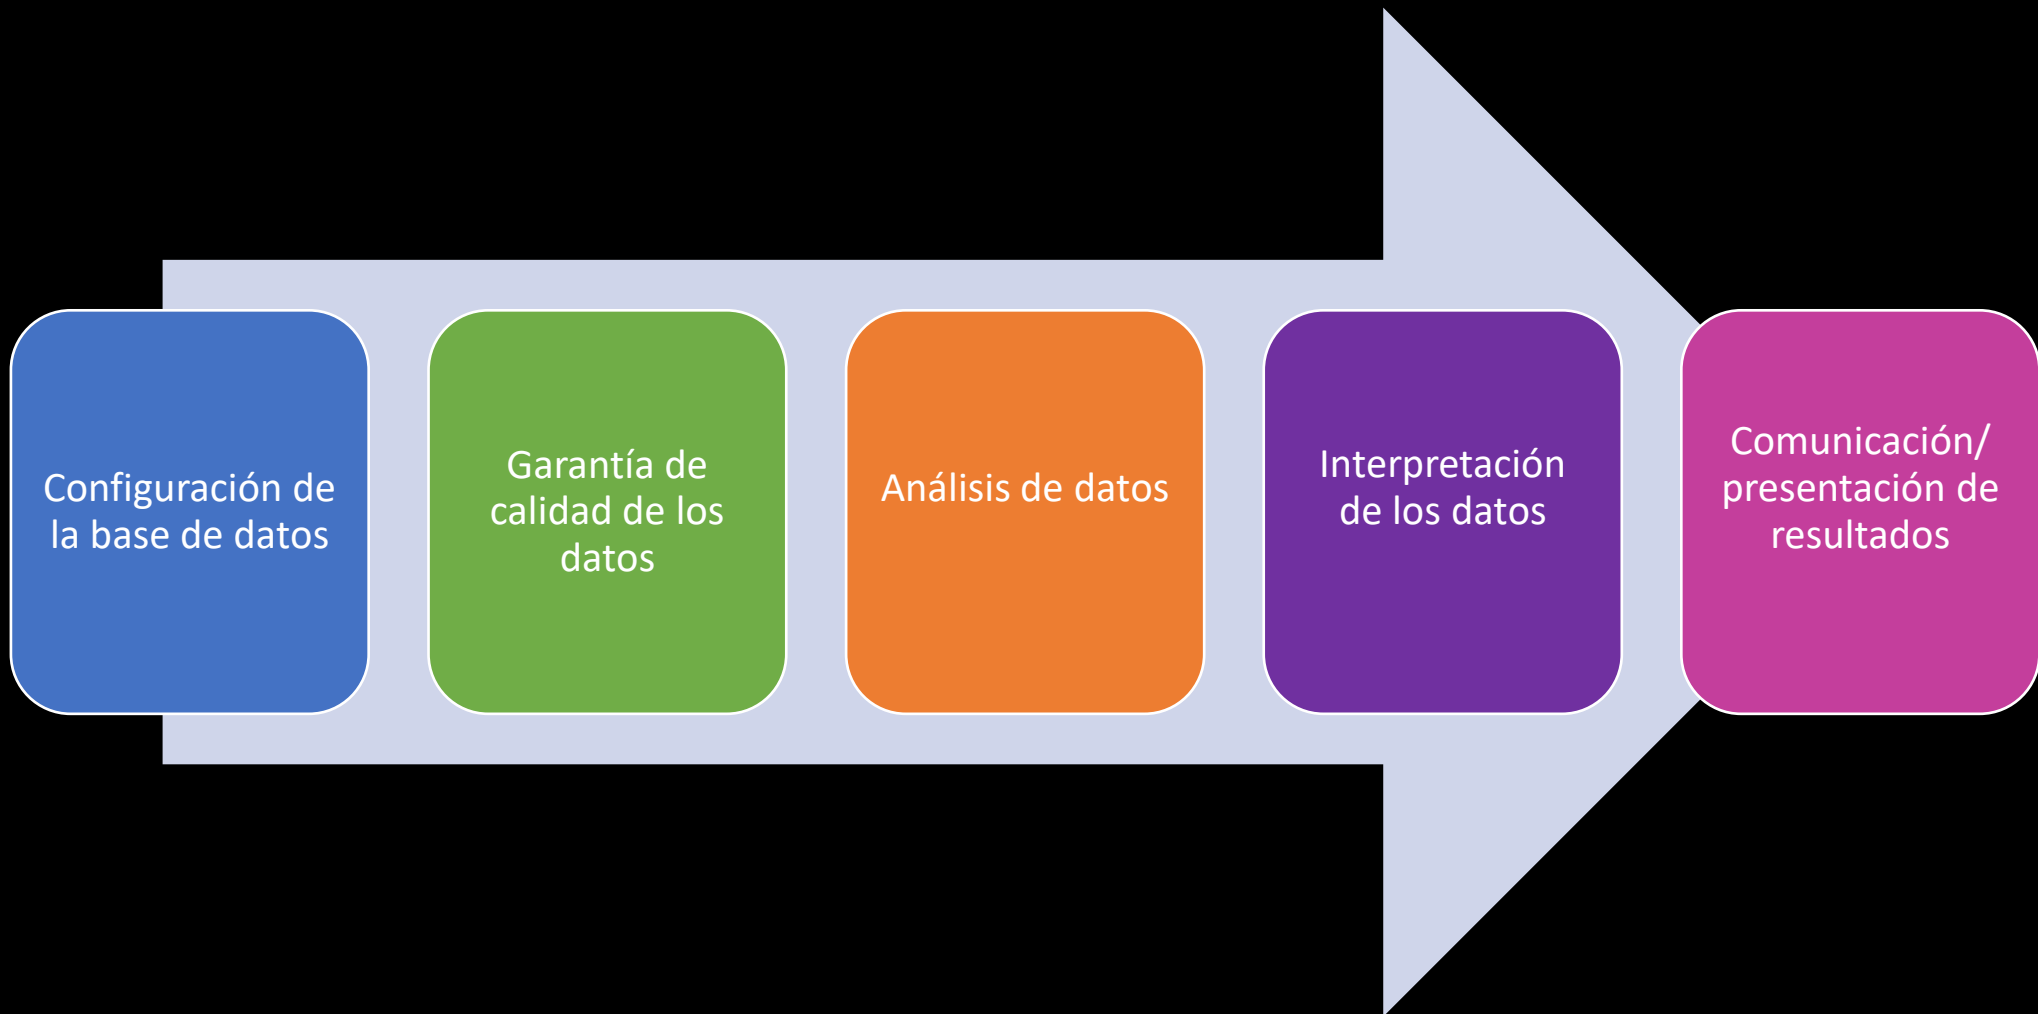 Configuración de
la base de datos
Garantía de
calidad de los
datos
Análisis de datos
Interpretación
de los datos
Comunicación/
presentación de
resultados